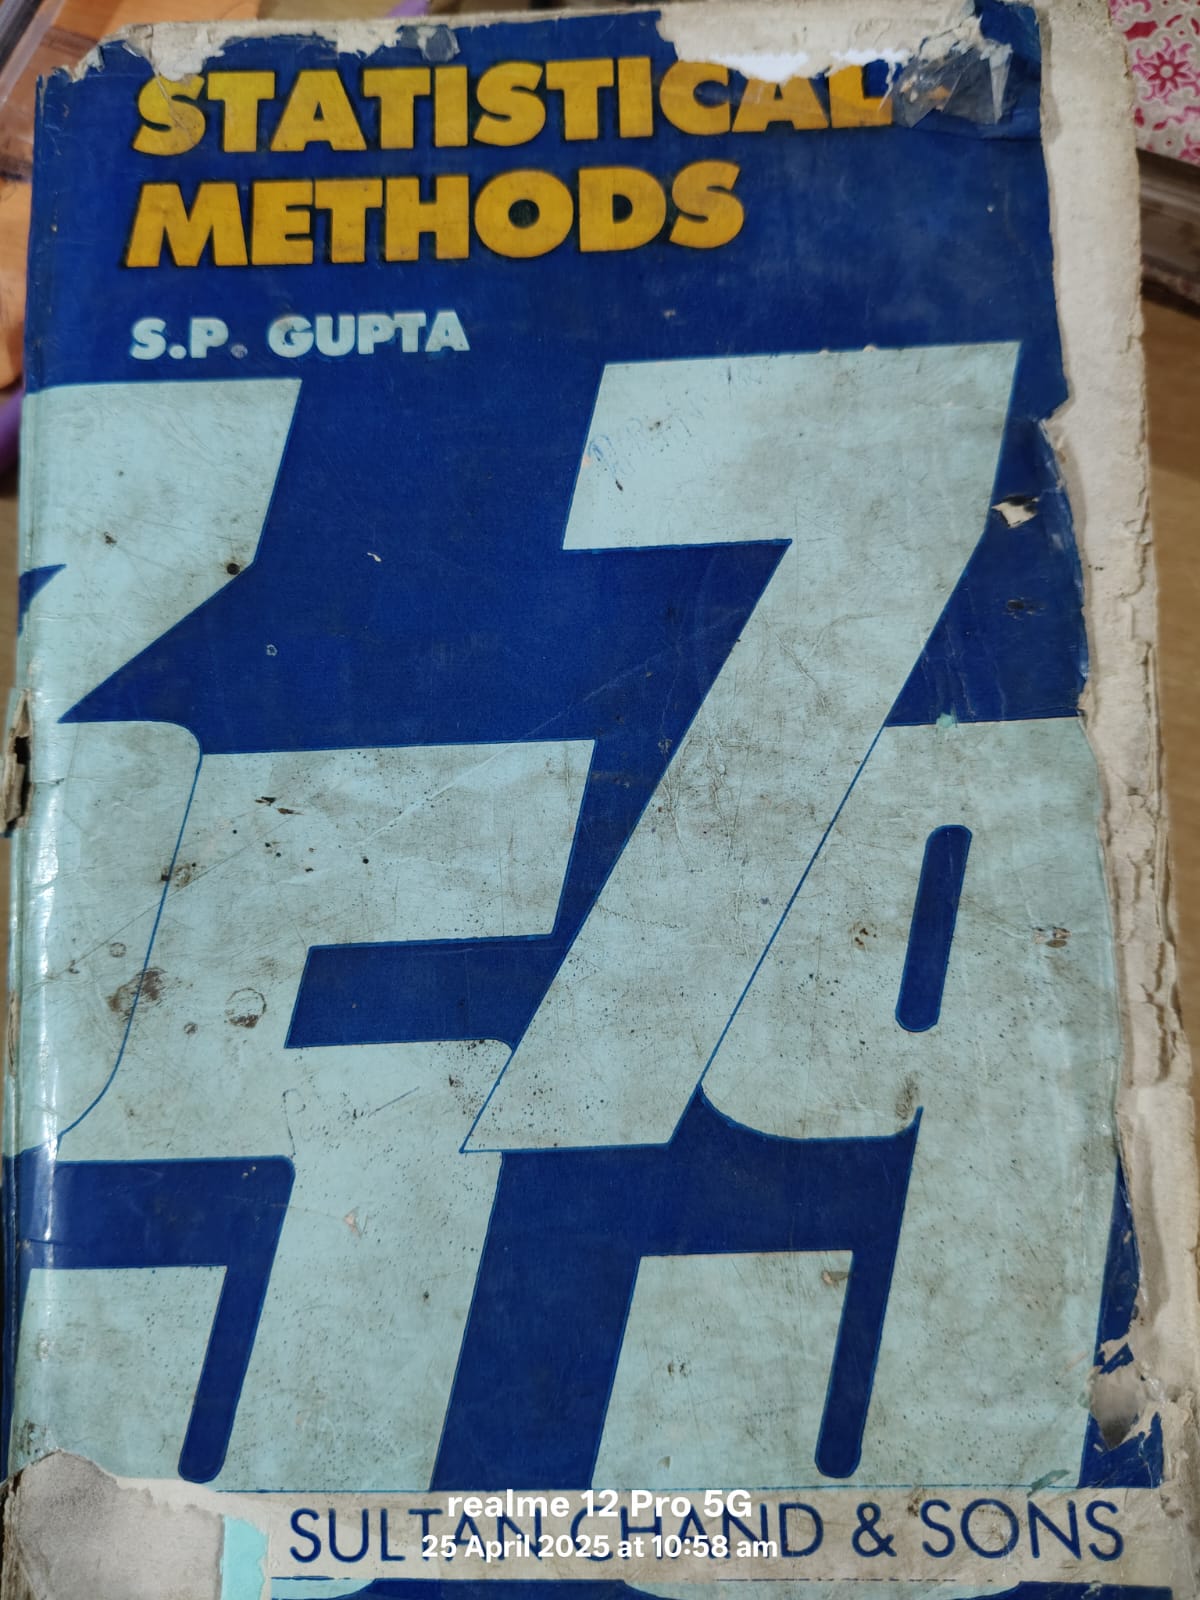 STATISTICAL
METHODS
S.P. GUPTA
realme 12 Pro 5G
SULTAN CHAND & SONS
25 April 2025 at 10:58 am